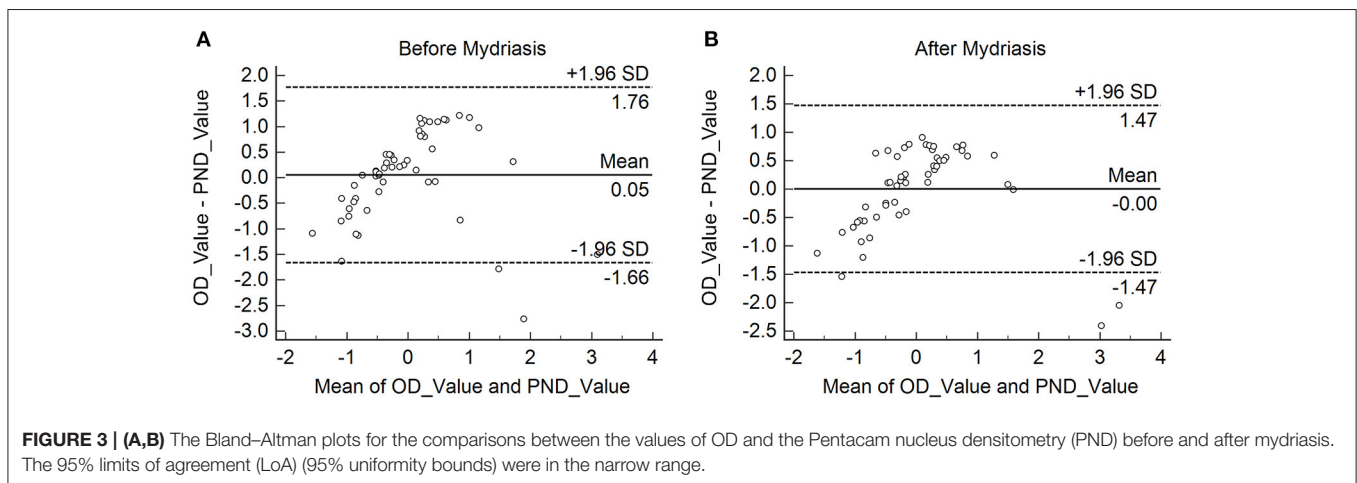 A
Before Mydriasis
OD_Value - PND_Value
2.0
1.5
1.0
0.5
0.0
-0.5
-1.0
-1.5
-2.0
-2.5
-3.0
+1.96 SD
1.76
Mean
0.05
-1.96 SD
-1.66
-2 -1 0 1 2 3 4
Mean of OD_Value and PND_Value
B
After Mydriasis
OD_Value - PND_Value
2.0
1.5
1.0
0.5
0.0
-0.5
-1.0
-1.5
-2.0
-2.5
+1.96 SD
1.47
Mean
-0.00
-1.96 SD
-1.47
-2 -1 0 1 2 3 4
Mean of OD_Value and PND_Value
FIGURE 3 | (A,B) The Bland–Altman plots for the comparisons between the values of OD and the Pentacam nucleus densitometry (PND) before and after mydriasis.
The 95% limits of agreement (LoA) (95% uniformity bounds) were in the narrow range.